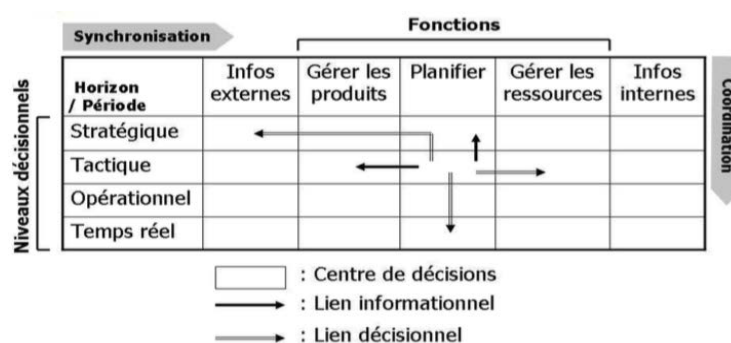 Synchronisation
Fonctions
Horizon
/ Période
Infos
externes
Gérer les
produits
Planifier
Gérer les
ressources
Infos
internes
Niveaux décisionnels
Stratégique
Tactique
Opérationnel
Temps réel
Coordination
: Centre de décisions
: Lien informationnel
: Lien décisionnel